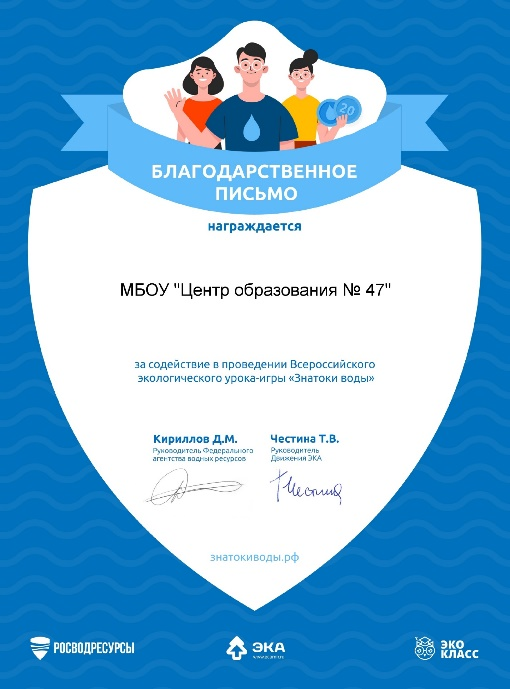 20
БЛАГОДАРСТВЕННОЕ
ПИСЬМО
награждается
МБОУ "Центр образования № 47"
за содействие в проведении Всероссийского
экологического урока-игры «Знатоки воды»
Кириллов Д.М.
Руководитель Федерального
агентства водных ресурсов
Честина Т.В.
Руководитель
Движения ЭКА
знатокиводы.рф
РОСВОДРЕСУРСЫ
ЭКА
ЭКО
КЛАСС